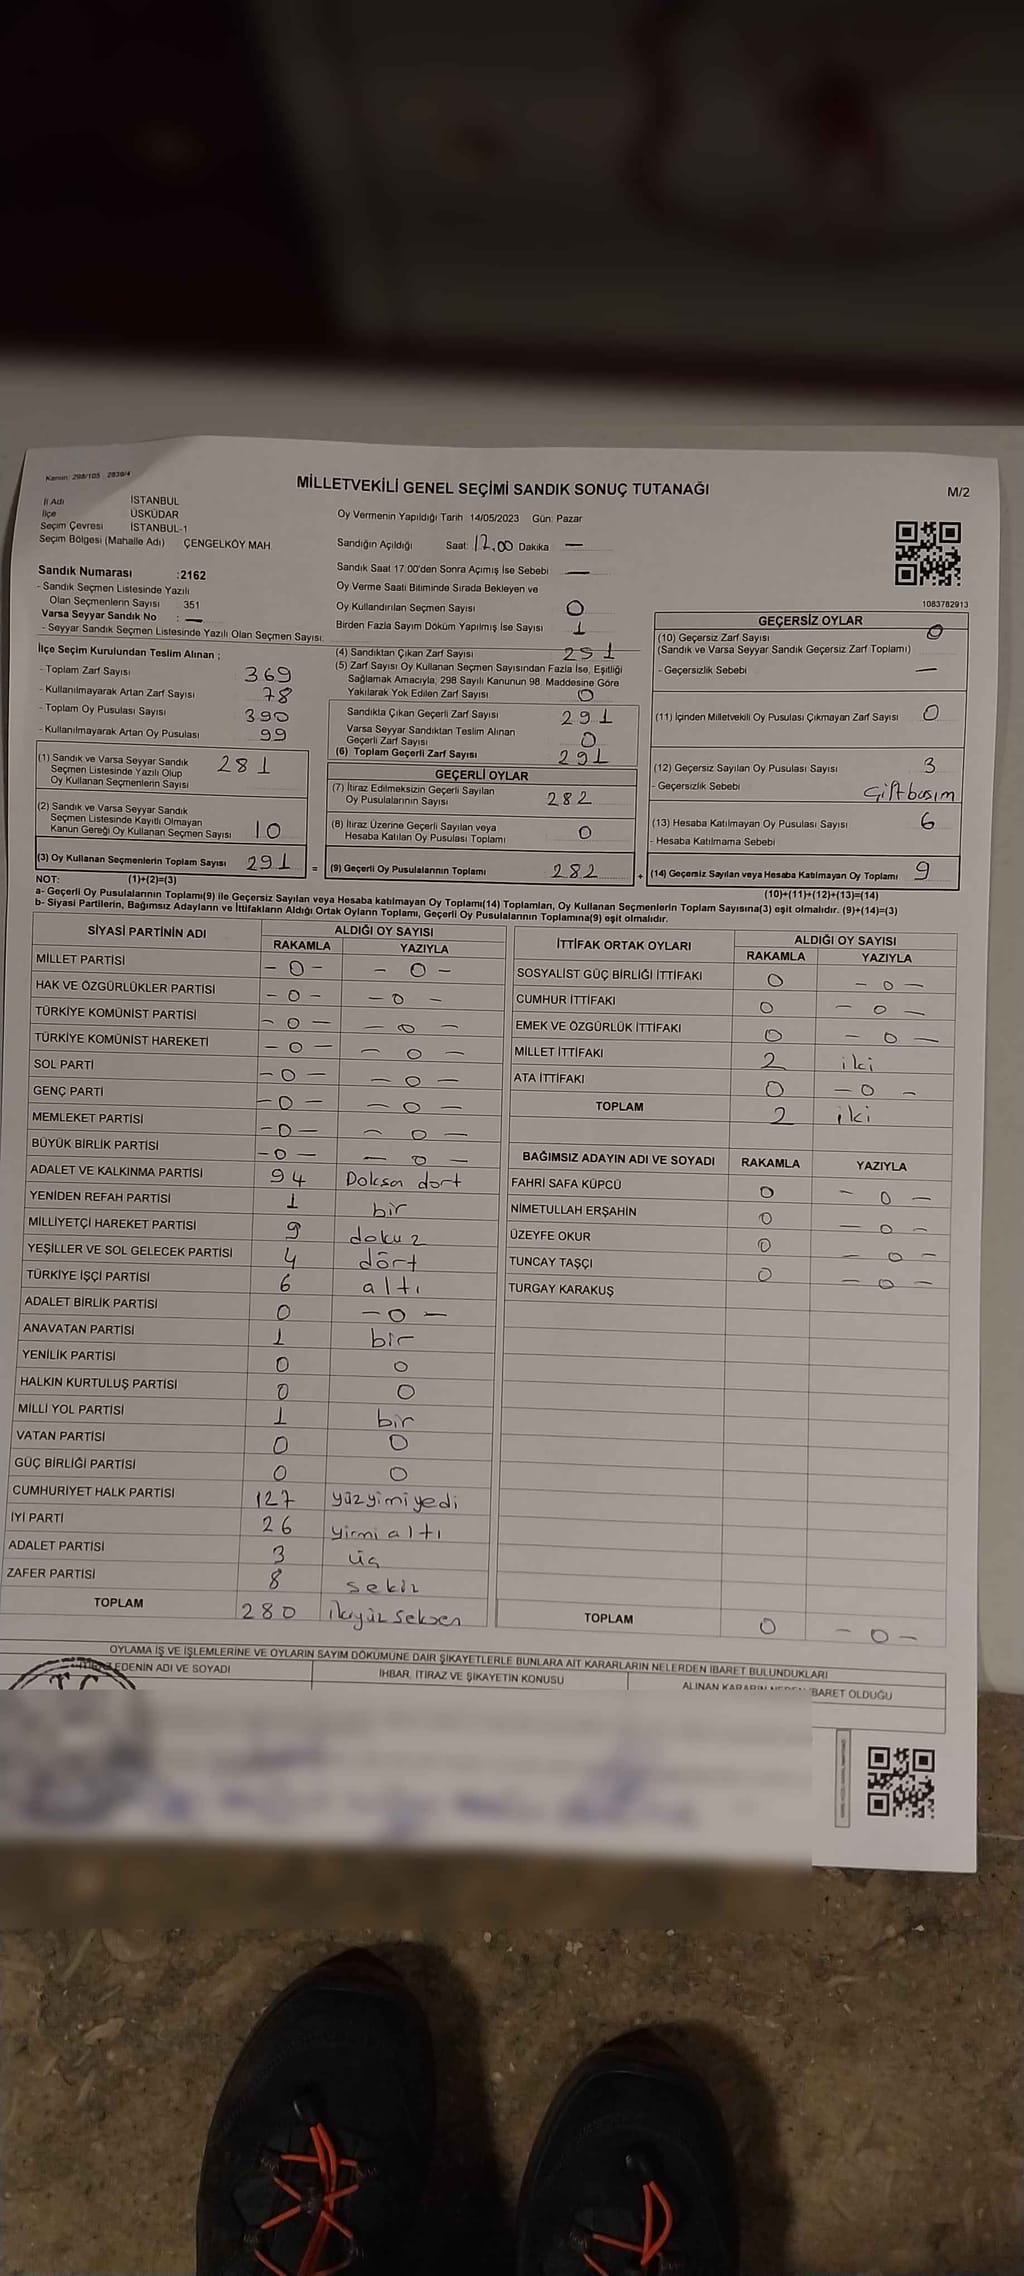 Kanun: 298/105 - 2839/4
MİLLETVEKİLİ GENEL SEÇİMİ SANDIK SONUÇ TUTANAĞI
M/2
İl Adı İSTANBUL
İlçe ÜSKÜDAR
Seçim Çevresi İSTANBUL-1
Seçim Bölgesi (Mahalle Adı) ÇENGELKÖY MAH.
Sandık Numarası :2162
- Sandık Seçmen Listesinde Yazılı
Olan Seçmenlerin Sayısı 351
Varsa Seyyar Sandık No : —
- Seyyar Sandık Seçmen Listesinde Yazılı Olan Seçmen Sayısı:
Oy Vermenin Yapıldığı Tarih 14/05/2023 Gün: Pazar
Sandığın Açıldığı Saat: 17.00 Dakika —
Sandık Saat 17:00'den Sonra Açımış İse Sebebi —
Oy Verme Saati Bitiminde Sırada Bekleyen ve
Oy Kullandırılan Seçmen Sayısı 0
Birden Fazla Sayım Döküm Yapılmış İse Sayısı 1
1083782913
İlçe Seçim Kurulundan Teslim Alınan ;
- Toplam Zarf Sayısı 369
- Kullanılmayarak Artan Zarf Sayısı 78
- Toplam Oy Pusulası Sayısı 390
- Kullanılmayarak Artan Oy Pusulası 99
(1) Sandık ve Varsa Seyyar Sandık
Seçmen Listesinde Yazılı Olup
Oy Kullanan Seçmenlerin Sayısı 281
(2) Sandık ve Varsa Seyyar Sandık
Seçmen Listesinde Kayıtlı Olmayan
Kanun Gereği Oy Kullanan Seçmen Sayısı 10
(3) Oy Kullanan Seçmenlerin Toplam Sayısı 291 =
(4) Sandıktan Çıkan Zarf Sayısı 291
(5) Zarf Sayısı Oy Kullanan Seçmen Sayısından Fazla İse, Eşitliği
Sağlamak Amacıyla, 298 Sayılı Kanunun 98. Maddesine Göre
Yakılarak Yok Edilen Zarf Sayısı 0
Sandıkta Çıkan Geçerli Zarf Sayısı 291
Varsa Seyyar Sandıktan Teslim Alınan
Geçerli Zarf Sayısı 0
(6) Toplam Geçerli Zarf Sayısı 291
GEÇERLİ OYLAR
(7) İtiraz Edilmeksizin Geçerli Sayılan
Oy Pusulalarının Sayısı 282
(8) İtiraz Üzerine Geçerli Sayılan veya
Hesaba Katılan Oy Pusulası Toplamı 0
(9) Geçerli Oy Pusulalarının Toplamı 282 +
GEÇERSİZ OYLAR
(10) Geçersiz Zarf Sayısı 0
(Sandık ve Varsa Seyyar Sandık Geçersiz Zarf Toplamı)
- Geçersizlik Sebebi —
(11) İçinden Milletvekili Oy Pusulası Çıkmayan Zarf Sayısı 0
(12) Geçersiz Sayılan Oy Pusulası Sayısı 3
- Geçersizlik Sebebi Çiftbasım
(13) Hesaba Katılmayan Oy Pusulası Sayısı 6
- Hesaba Katılmama Sebebi
(14) Geçersiz Sayılan veya Hesaba Katılmayan Oy Toplamı 9
NOT: (1)+(2)=(3) (10)+(11)+(12)+(13)=(14)
a- Geçerli Oy Pusulalarının Toplamı(9) ile Geçersiz Sayılan veya Hesaba katılmayan Oy Toplamı(14) Toplamları, Oy Kullanan Seçmenlerin Toplam Sayısına(3) eşit olmalıdır. (9)+(14)=(3)
b- Siyasi Partilerin, Bağımsız Adayların ve İttifakların Aldığı Ortak Oyların Toplamı, Geçerli Oy Pusulalarının Toplamına(9) eşit olmalıdır.
SİYASİ PARTİNİN ADI ALDIĞI OY SAYISI
RAKAMLA YAZIYLA
MİLLET PARTİSİ - 0 - - 0 -
HAK VE ÖZGÜRLÜKLER PARTİSİ - 0 - - 0 -
TÜRKİYE KOMÜNİST PARTİSİ - 0 - - 0 -
TÜRKİYE KOMÜNİST HAREKETİ - 0 - - 0 -
SOL PARTİ - 0 - - 0 -
GENÇ PARTİ - 0 - - 0 -
MEMLEKET PARTİSİ - 0 - - 0 -
BÜYÜK BİRLİK PARTİSİ - 0 - - 0 -
ADALET VE KALKINMA PARTİSİ 94 Doksan dort
YENİDEN REFAH PARTİSİ 1 bir
MİLLİYETÇİ HAREKET PARTİSİ 9 dokuz
YEŞİLLER VE SOL GELECEK PARTİSİ 4 dört
TÜRKİYE İŞÇİ PARTİSİ 6 altı
ADALET BİRLİK PARTİSİ 0 - 0 -
ANAVATAN PARTİSİ 1 bir
YENİLİK PARTİSİ 0 0
HALKIN KURTULUŞ PARTİSİ 0 0
MİLLİ YOL PARTİSİ 1 bir
VATAN PARTİSİ 0 0
GÜÇ BİRLİĞİ PARTİSİ 0 0
CUMHURİYET HALK PARTİSİ 127 yüzyimiyedi
İYİ PARTİ 26 yirmi altı
ADALET PARTİSİ 3 üç
ZAFER PARTİSİ 8 sekiz
TOPLAM 280 ikiyüz seksen
İTTİFAK ORTAK OYLARI ALDIĞI OY SAYISI
RAKAMLA YAZIYLA
SOSYALİST GÜÇ BİRLİĞİ İTTİFAKI 0 - 0 -
CUMHUR İTTİFAKI 0 - 0 -
EMEK VE ÖZGÜRLÜK İTTİFAKI 0 - 0 -
MİLLET İTTİFAKI 2 iki
ATA İTTİFAKI 0 - 0 -
TOPLAM 2 iki
BAĞIMSIZ ADAYIN ADI VE SOYADI RAKAMLA YAZIYLA
FAHRİ SAFA KÜPCÜ 0 - 0 -
NİMETULLAH ERŞAHİN 0 - 0 -
ÜZEYFE OKUR 0 - 0 -
TUNCAY TAŞÇI 0 - 0 -
TURGAY KARAKUŞ
TOPLAM 0 - 0 -
OYLAMA İŞ VE İŞLEMLERİNE VE OYLARIN SAYIM DÖKÜMÜNE DAİR ŞİKAYETLERLE BUNLARA AİT KARARLARIN NELERDEN İBARET BULUNDUKLARI
EDENİN ADI VE SOYADI İHBAR, İTİRAZ VE ŞİKAYETİN KONUSU ALINAN KARARIN NEDEN İBARET OLDUĞU
T.C.